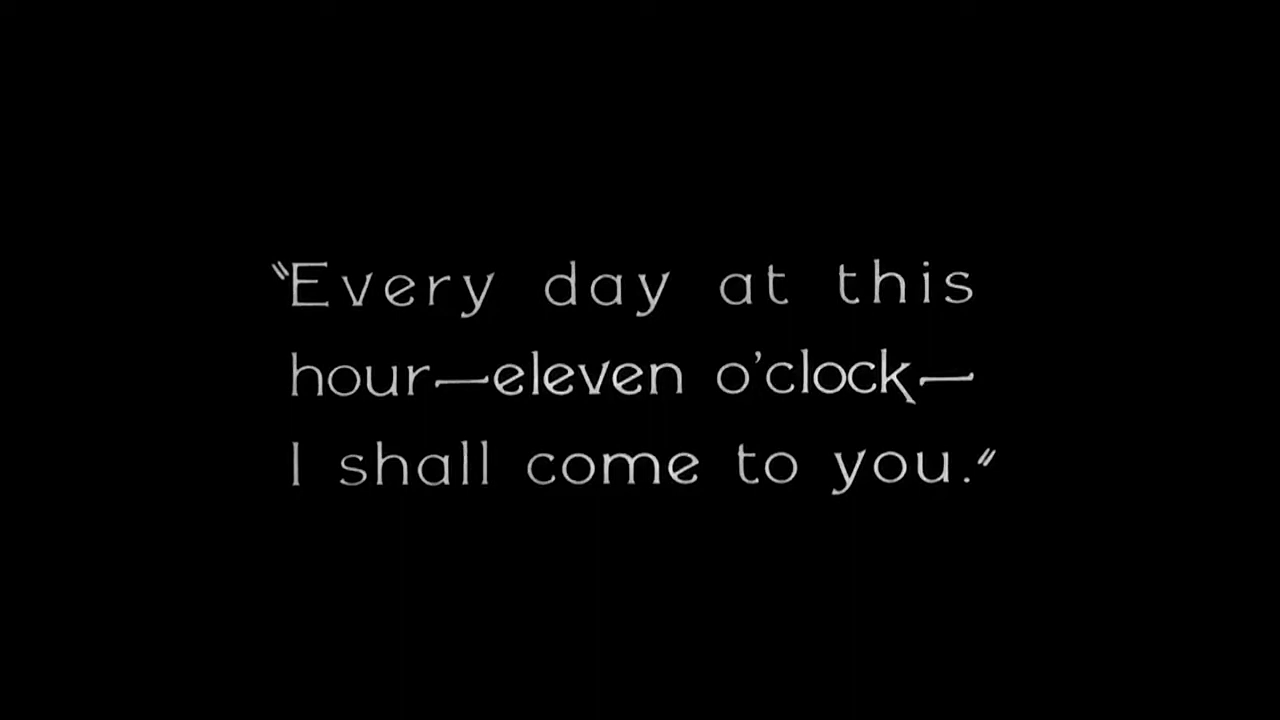 "Every day at this
hour—eleven o'clock—
I shall come to you."